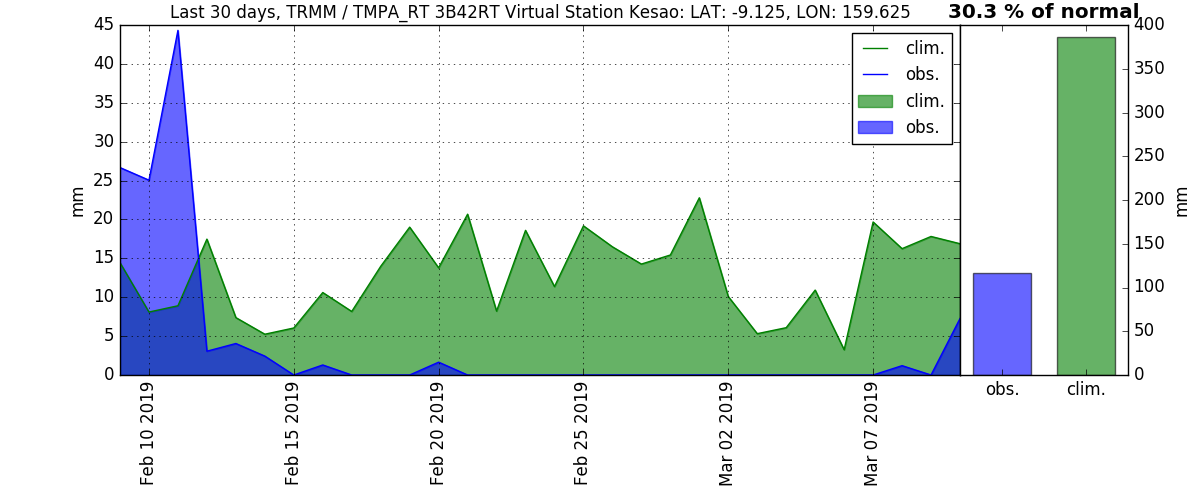 Last 30 days, TRMM / TMPA_RT 3B42RT Virtual Station Kesao: LAT: -9.125, LON: 159.625
30.3 % of normal
45
40
35
30
25
20
15
10
5
0
mm
clim.
obs.
clim.
obs.
Feb 10 2019
Feb 15 2019
Feb 20 2019
Feb 25 2019
Mar 02 2019
Mar 07 2019
400
350
300
250
200
150
100
50
0
mm
obs.
clim.